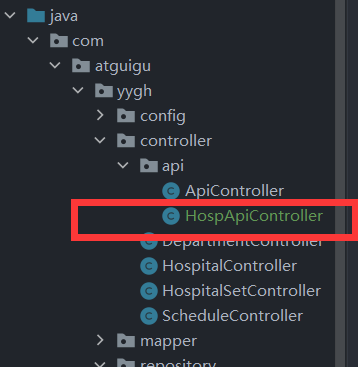 java
com
atguigu
yygh
config
controller
api
ApiController
HospApiController
DepartmentController
HospitalController
HospitalSetController
ScheduleController
mapper
repository